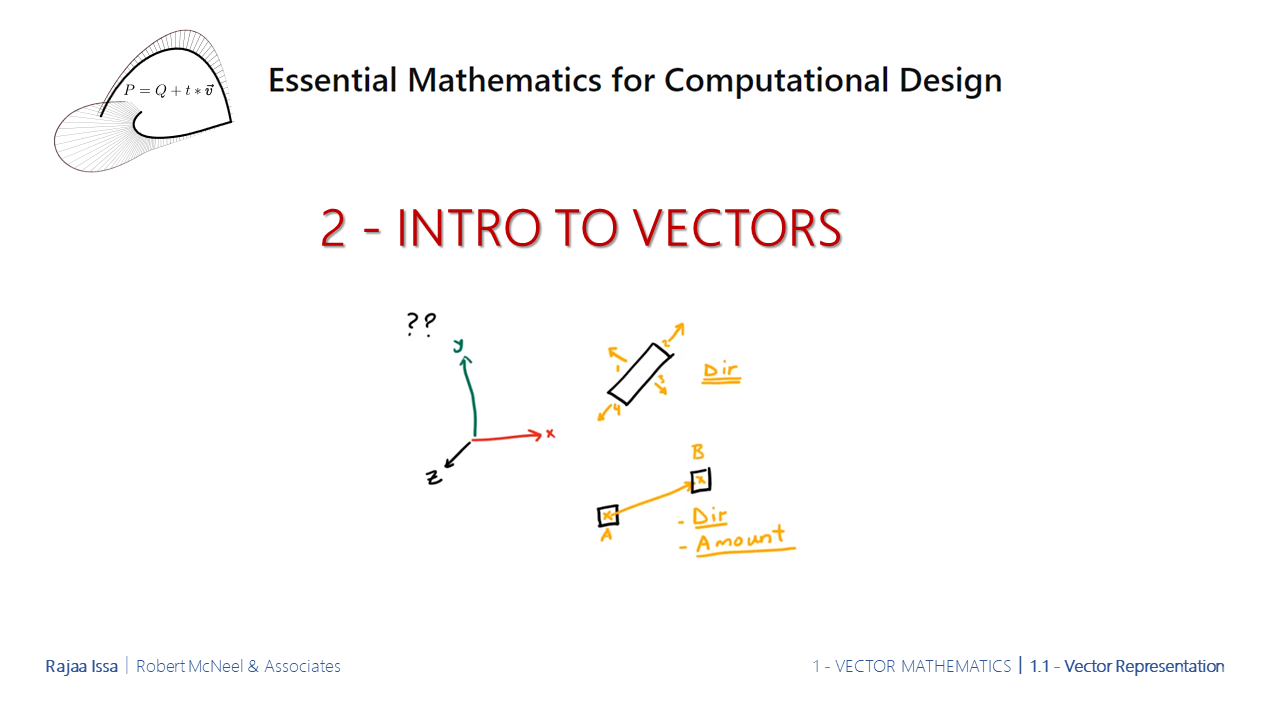 P = Q + t * v⃗
Essential Mathematics for Computational Design
2 - INTRO TO VECTORS
??
y
x
z
1
2
3
4
Dir
B
x
x
A
- Dir
- Amount
Rajaa Issa | Robert McNeel & Associates
1 - VECTOR MATHEMATICS | 1.1 - Vector Representation